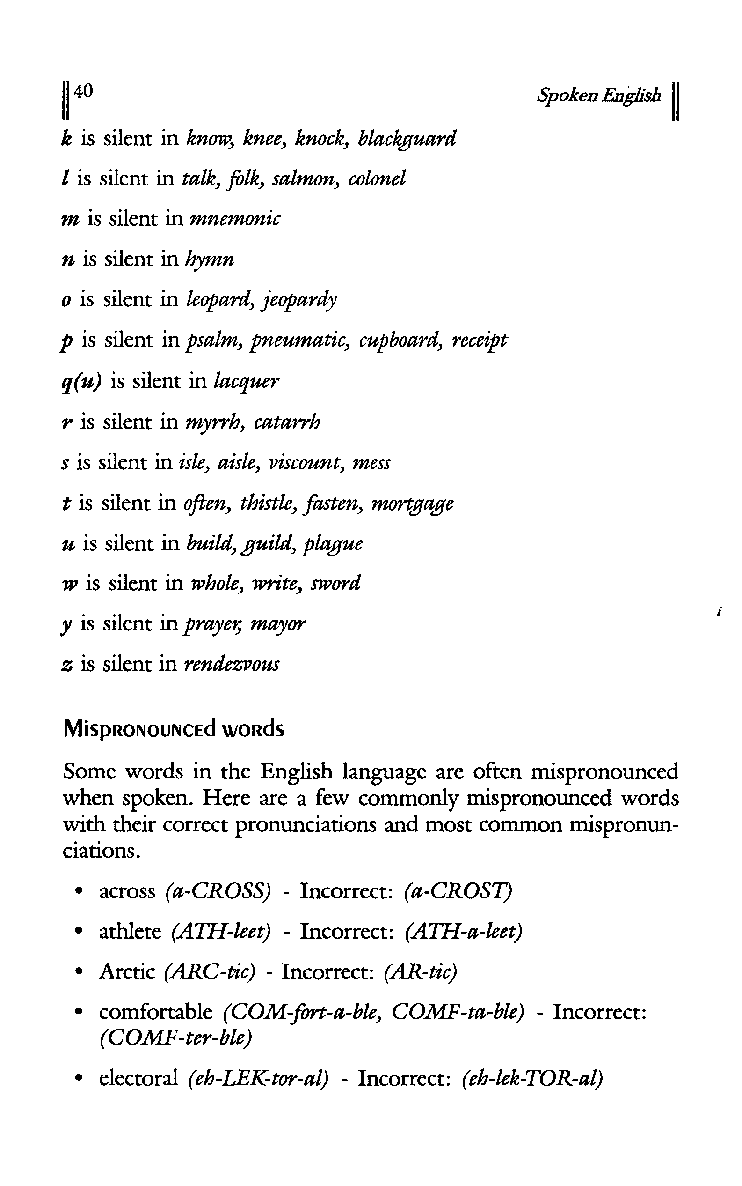 40 Spoken English
k is silent in know, knee, knock, blackguard
l is silent in talk, folk, salmon, colonel
m is silent in mnemonic
n is silent in hymn
o is silent in leopard, jeopardy
p is silent in psalm, pneumatic, cupboard, receipt
q(u) is silent in lacquer
r is silent in myrrh, catarrh
s is silent in isle, aisle, viscount, mess
t is silent in often, thistle, fasten, mortgage
u is silent in build, guild, plague
w is silent in whole, write, sword
y is silent in prayer, mayor
z is silent in rendezvous
Mispronounced words
Some words in the English language are often mispronounced
when spoken. Here are a few commonly mispronounced words
with their correct pronunciations and most common mispronun-
ciations.
• across (a-CROSS) - Incorrect: (a-CROST)
• athlete (ATH-leet) - Incorrect: (ATH-a-leet)
• Arctic (ARC-tic) - Incorrect: (AR-tic)
• comfortable (COM-fort-a-ble, COMF-ta-ble) - Incorrect:
(COMF-ter-ble)
• electoral (eh-LEK-tor-al) - Incorrect: (eh-lek-TOR-al)